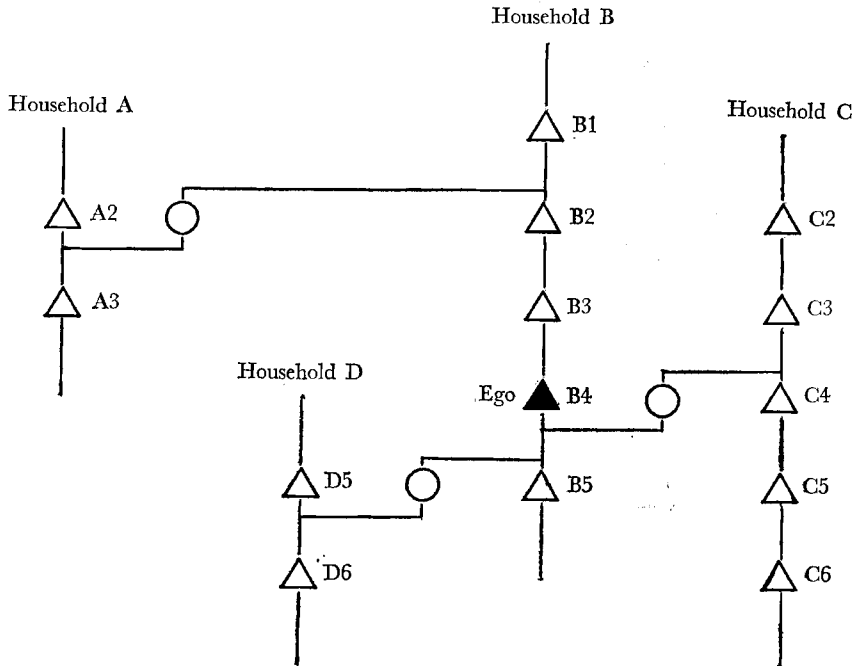 Household B
Household A
Household C
B1
A2
B2
C2
A3
B3
C3
Household D
Ego
B4
C4
D5
B5
C5
D6
C6